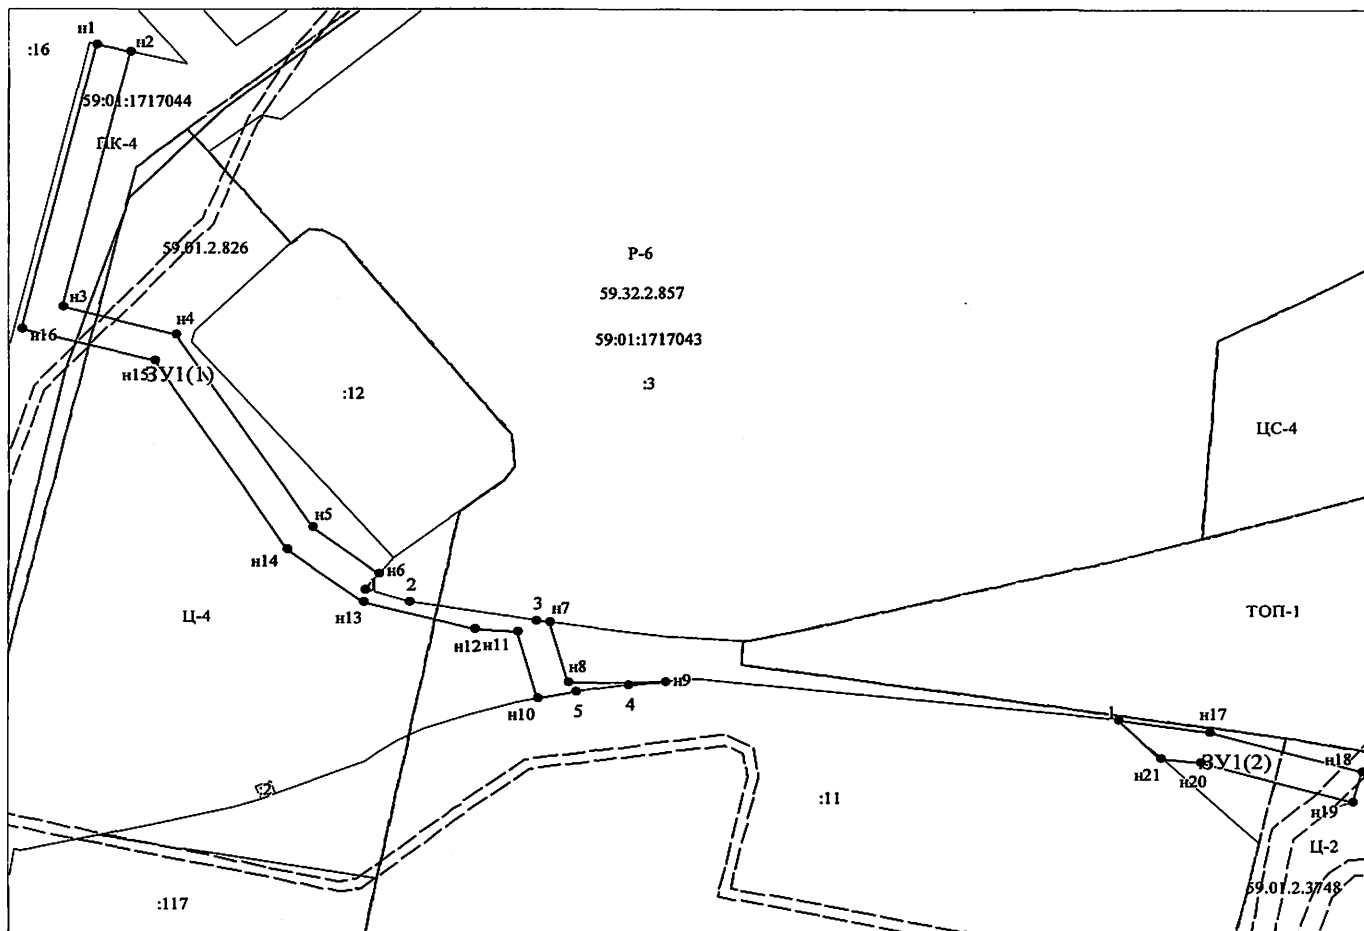 н1
н2
:16
59:01:1717044
ПК-4
59.01.2.826
Р-6
59.32.2.857
59:01:1717043
:3
н3
н4
н16
н15
ЗУ1(1)
:12
ЦС-4
н5
н14
н6
1
2
н13
Ц-4
3
н7
ТОП-1
н12
н11
н8
н9
н10
5
4
1
н17
н18
н21
н20
ЗУ1(2)
:2
:11
н19
Ц-2
59.01.2.3748
:117